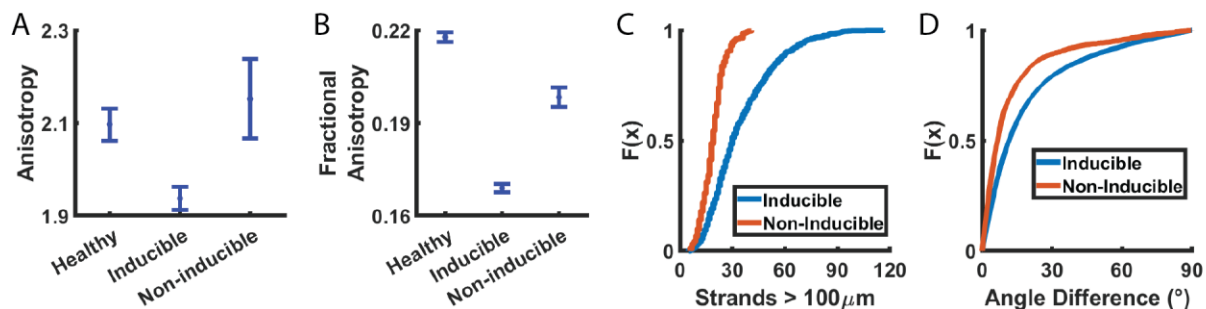 A
Anisotropy
2.3
2.1
1.9
Healthy
Inducible
Non-inducible
B
Fractional
Anisotropy
0.22
0.19
0.16
Healthy
Inducible
Non-inducible
C
F(x)
1
0.5
0
Inducible
Non-Inducible
0 30 60 90 120
Strands > 100μm
D
F(x)
1
0.5
0
Inducible
Non-Inducible
0 30 60 90
Angle Difference (°)